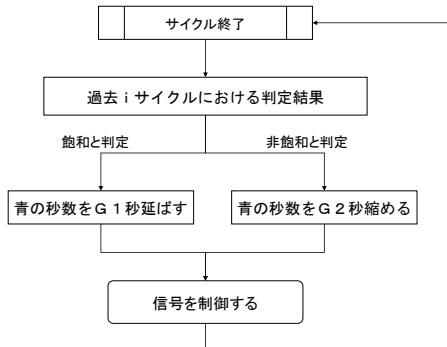 サイクル終了
過去ｉサイクルにおける判定結果
飽和と判定
非飽和と判定
青の秒数をＧ１秒延ばす
青の秒数をＧ２秒縮める
信号を制御する